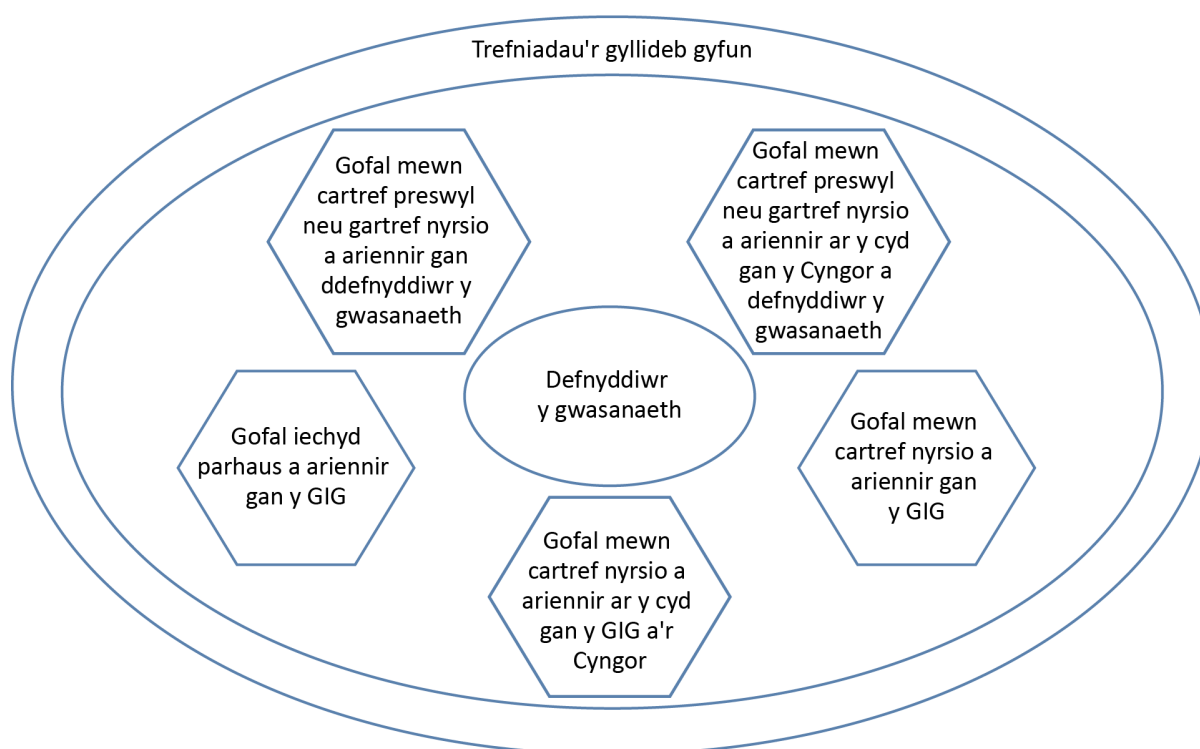 Trefniadau'r gyllideb gyfun
Gofal mewn
cartref preswyl
neu gartref nyrsio
a ariennir gan
ddefnyddiwr y
gwasanaeth
Gofal mewn
cartref preswyl
neu gartref nyrsio
a ariennir ar y cyd
gan y Cyngor a
defnyddiwr y
gwasanaeth
Defnyddiwr
y gwasanaeth
Gofal iechyd
parhaus a ariennir
gan y GIG
Gofal mewn
cartref nyrsio a
ariennir gan
y GIG
Gofal mewn
cartref nyrsio a
ariennir ar y cyd
gan y GIG a'r
Cyngor